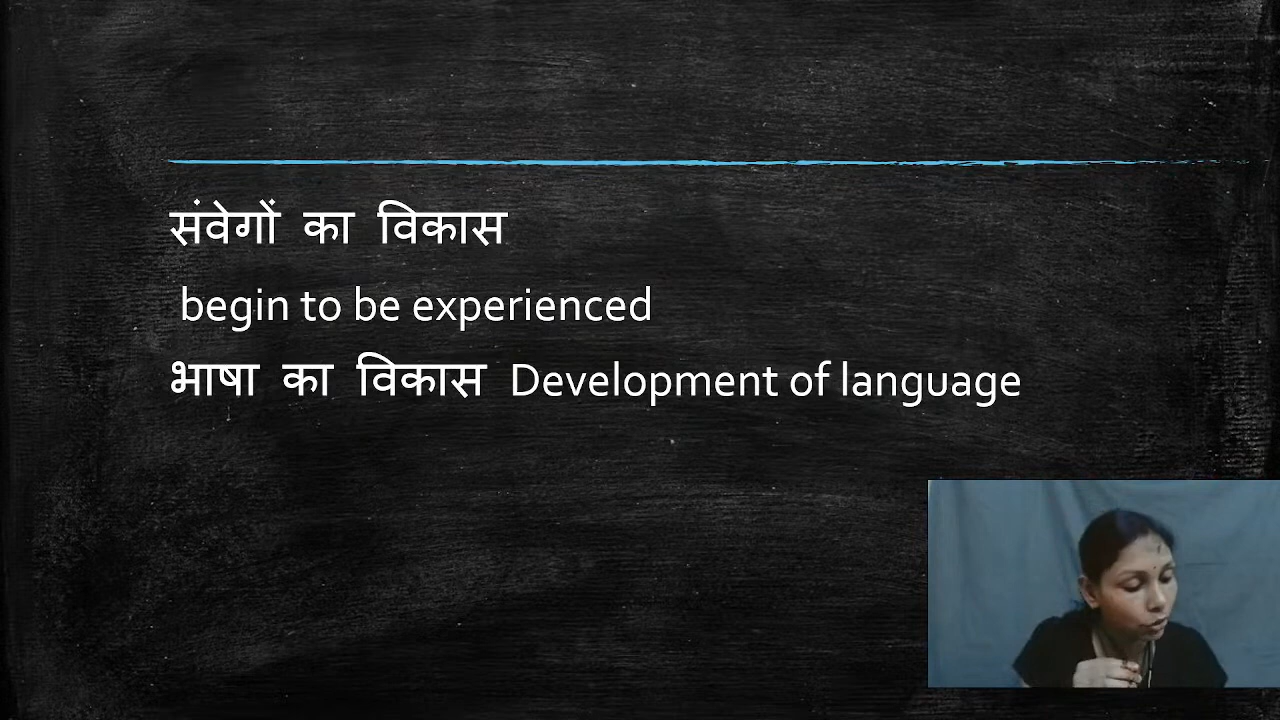 संवेगों का विकास
begin to be experienced
भाषा का विकास Development of language